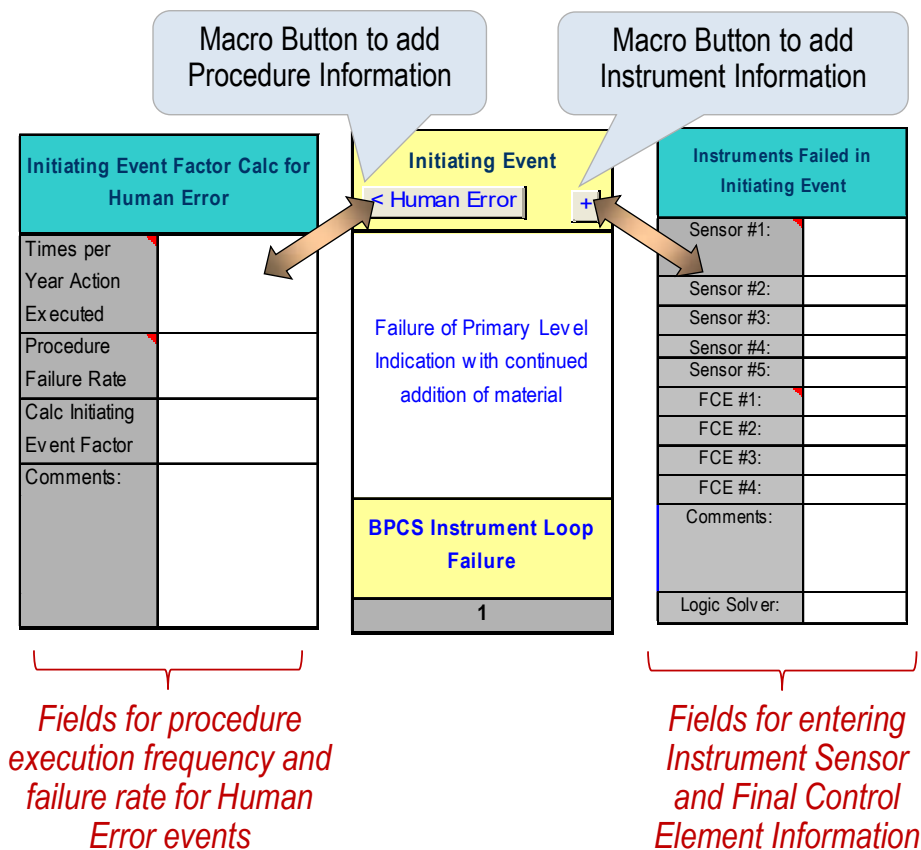 Macro Button to add
Procedure Information
Macro Button to add
Instrument Information
Initiating Event Factor Calc for
Human Error
Times per
Year Action
Executed
Procedure
Failure Rate
Calc Initiating
Event Factor
Comments:
Initiating Event
< Human Error
+
Failure of Primary Level
Indication with continued
addition of material
BPCS Instrument Loop
Failure
1
Instruments Failed in
Initiating Event
Sensor #1:
Sensor #2:
Sensor #3:
Sensor #4:
Sensor #5:
FCE #1:
FCE #2:
FCE #3:
FCE #4:
Comments:
Logic Solver:
Fields for procedure
execution frequency and
failure rate for Human
Error events
Fields for entering
Instrument Sensor
and Final Control
Element Information